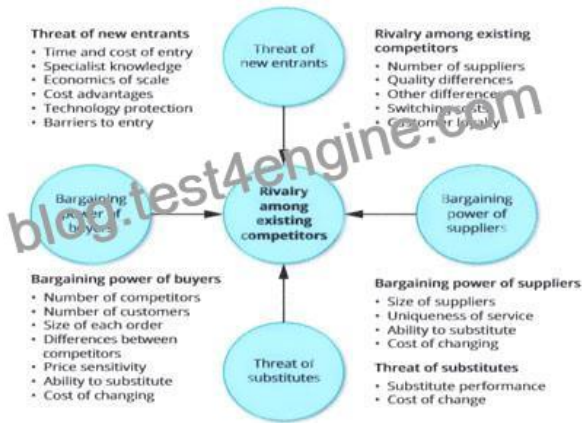 Threat of new entrants
• Time and cost of entry
• Specialist knowledge
• Economics of scale
• Cost advantages
• Technology protection
• Barriers to entry
Threat of
new entrants
Rivalry among existing
competitors
• Number of suppliers
• Quality differences
• Other differences
• Switching costs
• Customer loyalty
blog.test4engine.com
Bargaining
power of
buyers
Rivalry
among
existing
competitors
Bargaining
power of
suppliers
Bargaining power of buyers
• Number of competitors
• Number of customers
• Size of each order
• Differences between
competitors
• Price sensitivity
• Ability to substitute
• Cost of changing
Threat of
substitutes
Bargaining power of suppliers
• Size of suppliers
• Uniqueness of service
• Ability to substitute
• Cost of changing
Threat of substitutes
• Substitute performance
• Cost of change